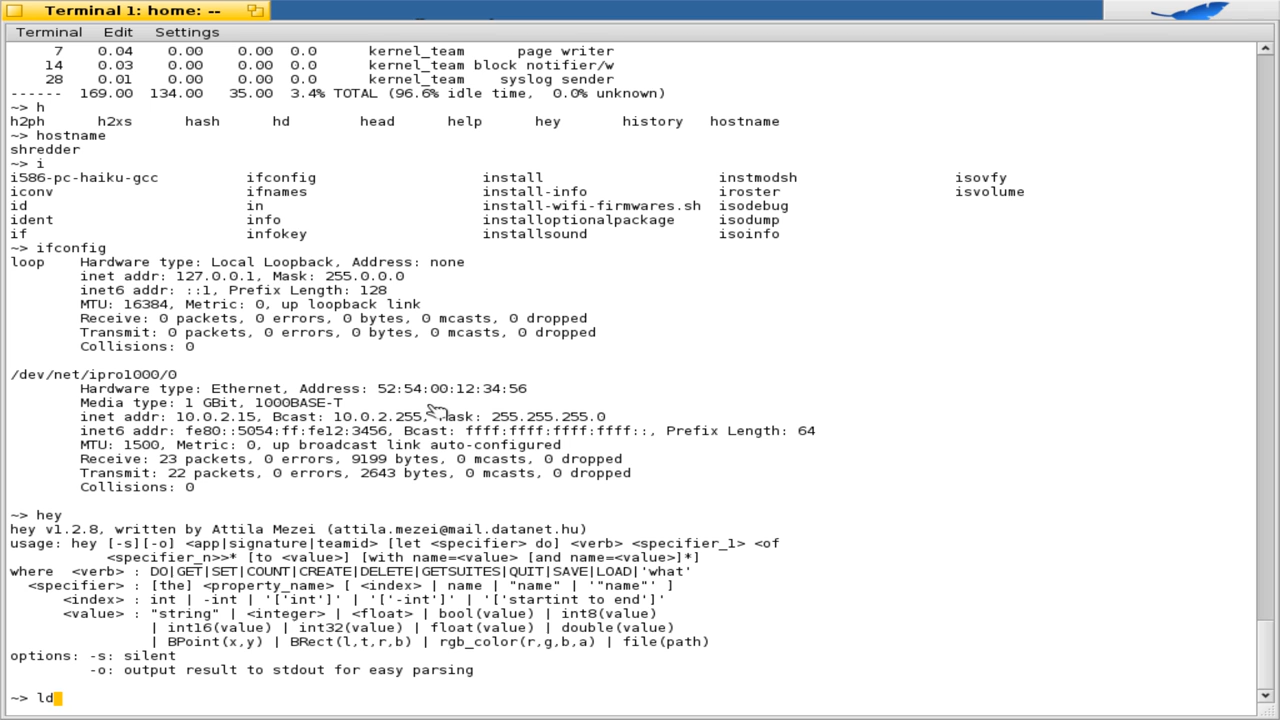 Terminal 1: home: --
Terminal Edit Settings
7 0.04 0.00 0.00 0.0 kernel_team page writer
14 0.03 0.00 0.00 0.0 kernel_team block notifier/w
28 0.01 0.00 0.00 0.0 kernel_team syslog sender
------ 169.00 134.00 35.00 3.4% TOTAL (96.6% idle time, 0.0% unknown)
~> h
h2ph h2xs hash hd head help hey history hostname
~> hostname
shredder
~> i
i586-pc-haiku-gcc ifconfig install instmodsh isovfy
iconv ifnames install-info iroster isvolume
id in install-wifi-firmwares.sh isodebug
ident info installoptionalpackage isodump
if infokey installsound isoinfo
~> ifconfig
loop Hardware type: Local Loopback, Address: none
inet addr: 127.0.0.1, Mask: 255.0.0.0
inet6 addr: ::1, Prefix Length: 128
MTU: 16384, Metric: 0, up loopback link
Receive: 0 packets, 0 errors, 0 bytes, 0 mcasts, 0 dropped
Transmit: 0 packets, 0 errors, 0 bytes, 0 mcasts, 0 dropped
Collisions: 0
/dev/net/ipro1000/0
Hardware type: Ethernet, Address: 52:54:00:12:34:56
Media type: 1 GBit, 1000BASE-T
inet addr: 10.0.2.15, Bcast: 10.0.2.255, Mask: 255.255.255.0
inet6 addr: fe80::5054:ff:fe12:3456, Bcast: ffff:ffff:ffff:ffff::, Prefix Length: 64
MTU: 1500, Metric: 0, up broadcast link auto-configured
Receive: 23 packets, 0 errors, 9199 bytes, 0 mcasts, 0 dropped
Transmit: 22 packets, 0 errors, 2643 bytes, 0 mcasts, 0 dropped
Collisions: 0
~> hey
hey v1.2.8, written by Attila Mezei (attila.mezei@mail.datanet.hu)
usage: hey [-s][-o] <app|signature|teamid> [let <specifier> do] <verb> <specifier_1> <of
<specifier_n>>* [to <value>] [with name=<value> [and name=<value>]*]
where <verb> : DO|GET|SET|COUNT|CREATE|DELETE|GETSUITES|QUIT|SAVE|LOAD|'what'
<specifier> : [the] <property_name> [ <index> | name | "name" | '"name"' ]
<index> : int | -int | '['int']' | '['-int']' | '['startint to end']'
<value> : "string" | <integer> | <float> | bool(value) | int8(value)
| int16(value) | int32(value) | float(value) | double(value)
| BPoint(x,y) | BRect(l,t,r,b) | rgb_color(r,g,b,a) | file(path)
options: -s: silent
-o: output result to stdout for easy parsing
~> ld